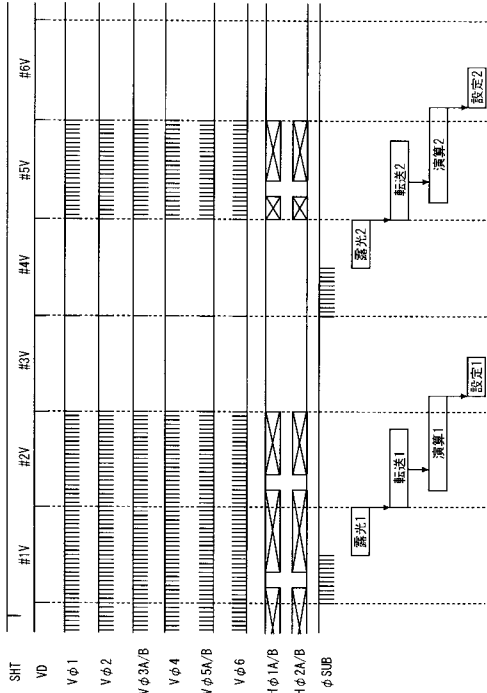 SHT
#1V #2V #3V #4V #5V #6V
VD
Vφ1
Vφ2
Vφ3A/B
Vφ4
Vφ5A/B
Vφ6
Hφ1A/B
Hφ2A/B
φSUB
露光1 露光2
転送1 転送2
演算1 演算2
設定1 設定2